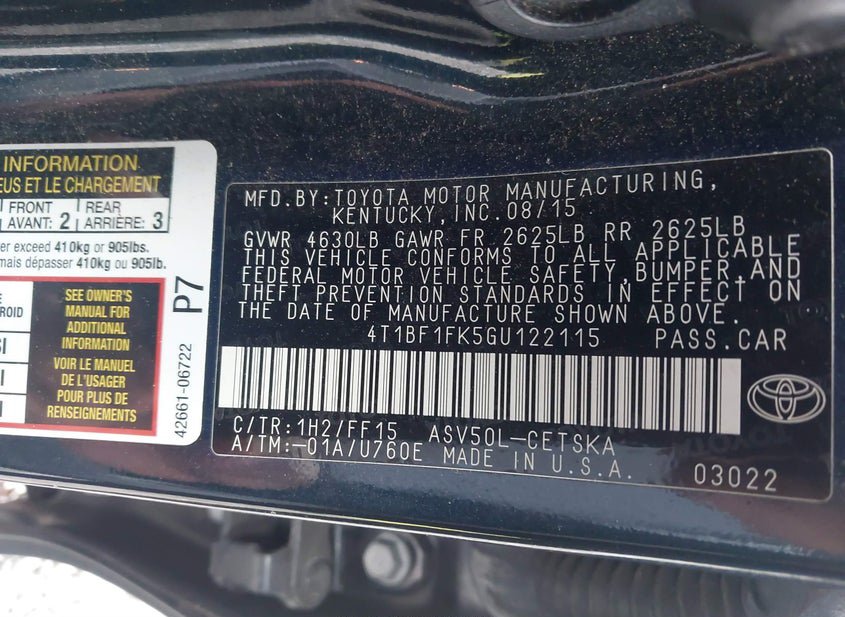 INFORMATION
EUS ET LE CHARGEMENT
FRONT
AVANT: 2
REAR
ARRIÈRE: 3
er exceed 410kg or 905lbs.
mais dépasser 410kg ou 905lb.
ROID
SI
SEE OWNER'S
MANUAL FOR
ADDITIONAL
INFORMATION
VOIR LE MANUEL
DE L'USAGER
POUR PLUS DE
RENSEIGNEMENTS
P7
42661-06722
MFD.BY:TOYOTA MOTOR MANUFACTURING,
KENTUCKY, INC. 08/15
GVWR 4630LB GAWR FR 2625LB RR 2625LB
THIS VEHICLE CONFORMS TO ALL APPLICABLE
FEDERAL MOTOR VEHICLE SAFETY,BUMPER,AND
THEFT PREVENTION STANDARDS IN EFFECT ON
THE DATE OF MANUFACTURE SHOWN ABOVE.
4T1BF1FK5GU122115 PASS.CAR
C/TR:1H2/FF15 ASV50L-CETSKA
A/TM:-01A/U760E MADE IN U.S.A.
03022